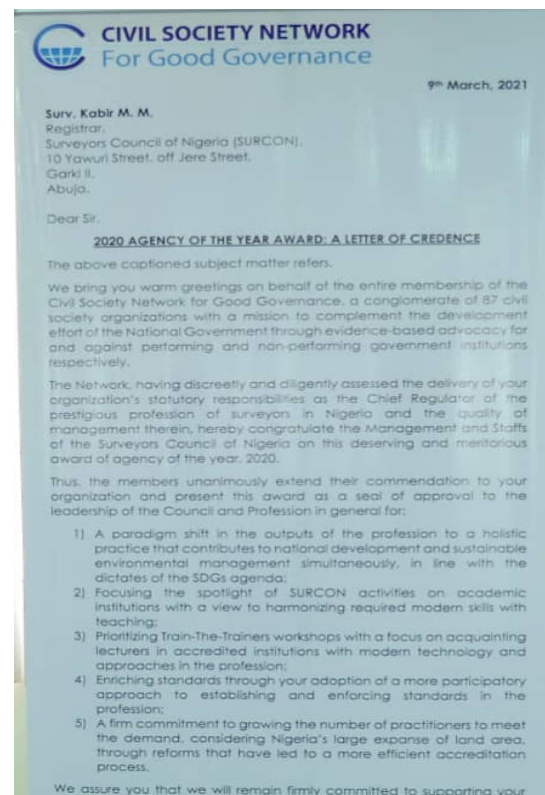 CIVIL SOCIETY NETWORK
For Good Governance
9th March, 2021
Surv. Kabir M. M.
Registrar,
Surveyors Council of Nigeria (SURCON),
10 Yawuri Street, off Jere Street,
Garki II,
Abuja.
Dear Sir,
2020 AGENCY OF THE YEAR AWARD: A LETTER OF CREDENCE
The above captioned subject matter refers.
We bring you warm greetings on behalf of the entire membership of the
Civil Society Network for Good Governance, a conglomerate of 87 civil
society organizations with a mission to complement the development
effort of the National Government through evidence-based advocacy for
and against performing and non-performing government institutions
respectively.
The Network, having discreetly and diligently assessed the delivery of your
organization's statutory responsibilities as the Chief Regulator of the
prestigious profession of surveyors in Nigeria and the quality of
management therein, hereby congratulate the Management and Staffs
of the Surveyors Council of Nigeria on this deserving and meritorious
award of agency of the year, 2020.
Thus, the members unanimously extend their commendation to your
organization and present this award as a seal of approval to the
leadership of the Council and Profession in general for:
1) A paradigm shift in the outputs of the profession to a holistic
practice that contributes to national development and sustainable
environmental management simultaneously, in line with the
dictates of the SDGs agenda;
2) Focusing the spotlight of SURCON activities on academic
institutions with a view to harmonizing required modern skills with
teaching;
3) Prioritizing Train-The-Trainers workshops with a focus on acquainting
lecturers in accredited institutions with modern technology and
approaches in the profession;
4) Enriching standards through your adoption of a more participatory
approach to establishing and enforcing standards in the
profession;
5) A firm commitment to growing the number of practitioners to meet
the demand, considering Nigeria's large expanse of land area,
through reforms that have led to a more efficient accreditation
process.
We assure you that we will remain firmly committed to supporting your